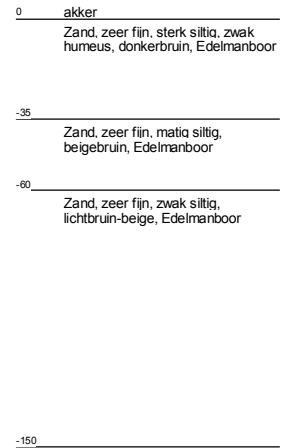 0 akker
Zand, zeer fijn, sterk siltig, zwak
humeus, donkerbruin, Edelmanboor
-35
Zand, zeer fijn, matig siltig,
beigebruin, Edelmanboor
-60
Zand, zeer fijn, zwak siltig,
lichtbruin-beige, Edelmanboor
-150